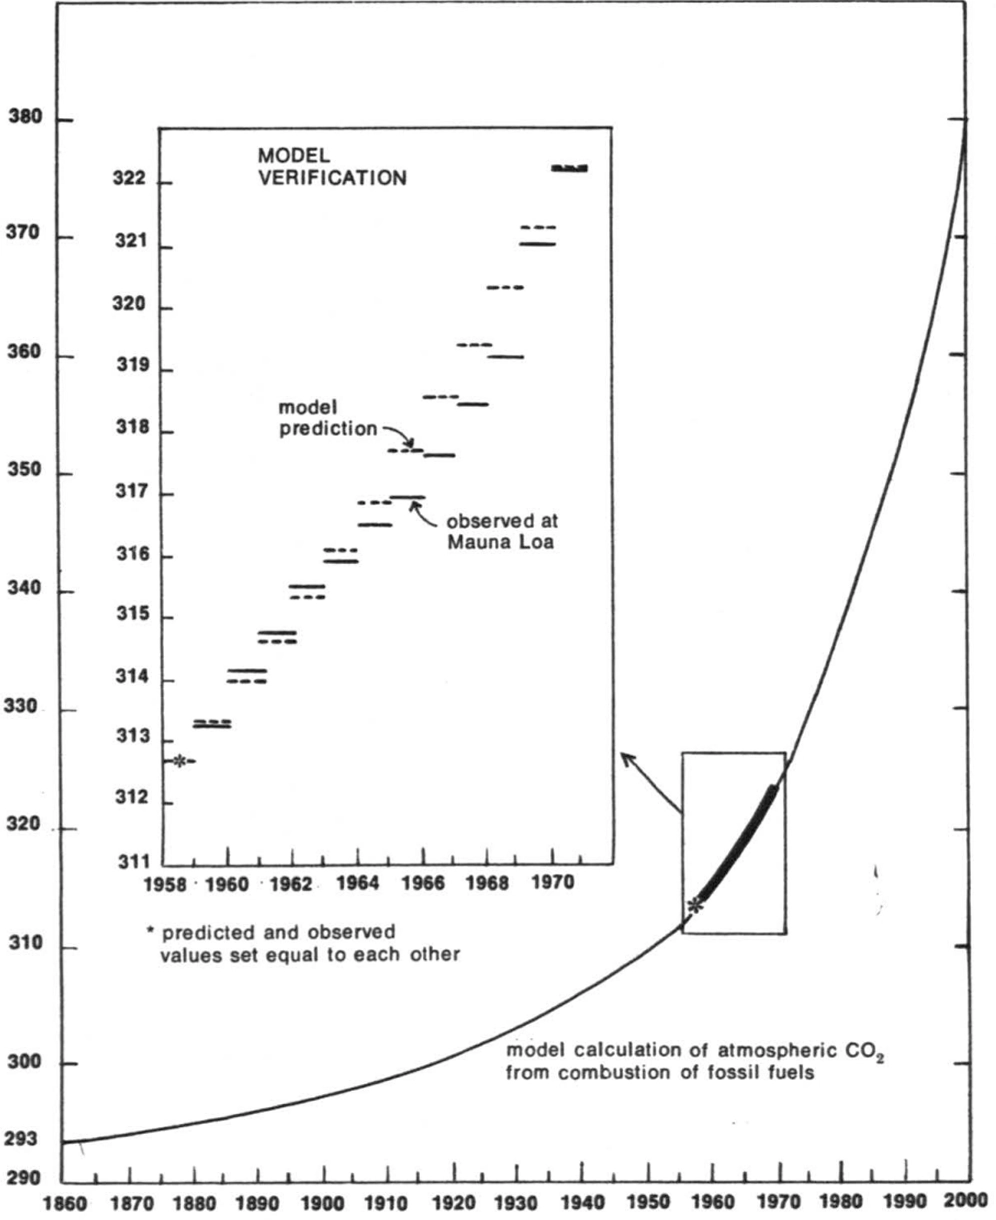 380
370
360
350
340
330
320
310
300
293
290
1860 1870 1880 1890 1900 1910 1920 1930 1940 1950 1960 1970 1980 1990 2000
MODEL
VERIFICATION
322
321
320
319
318
317
316
315
314
313
312
311
1958 1960 1962 1964 1966 1968 1970
model
prediction
observed at
Mauna Loa
*
* predicted and observed
values set equal to each other
*
model calculation of atmospheric CO₂
from combustion of fossil fuels